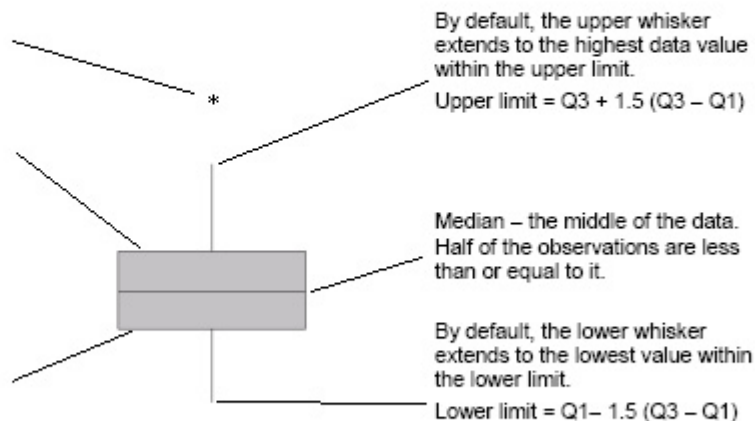 By default, the upper whisker
extends to the highest data value
within the upper limit.
Upper limit = Q3 + 1.5 (Q3 – Q1)
*
Median – the middle of the data.
Half of the observations are less
than or equal to it.
By default, the lower whisker
extends to the lowest value within
the lower limit.
Lower limit = Q1– 1.5 (Q3 – Q1)